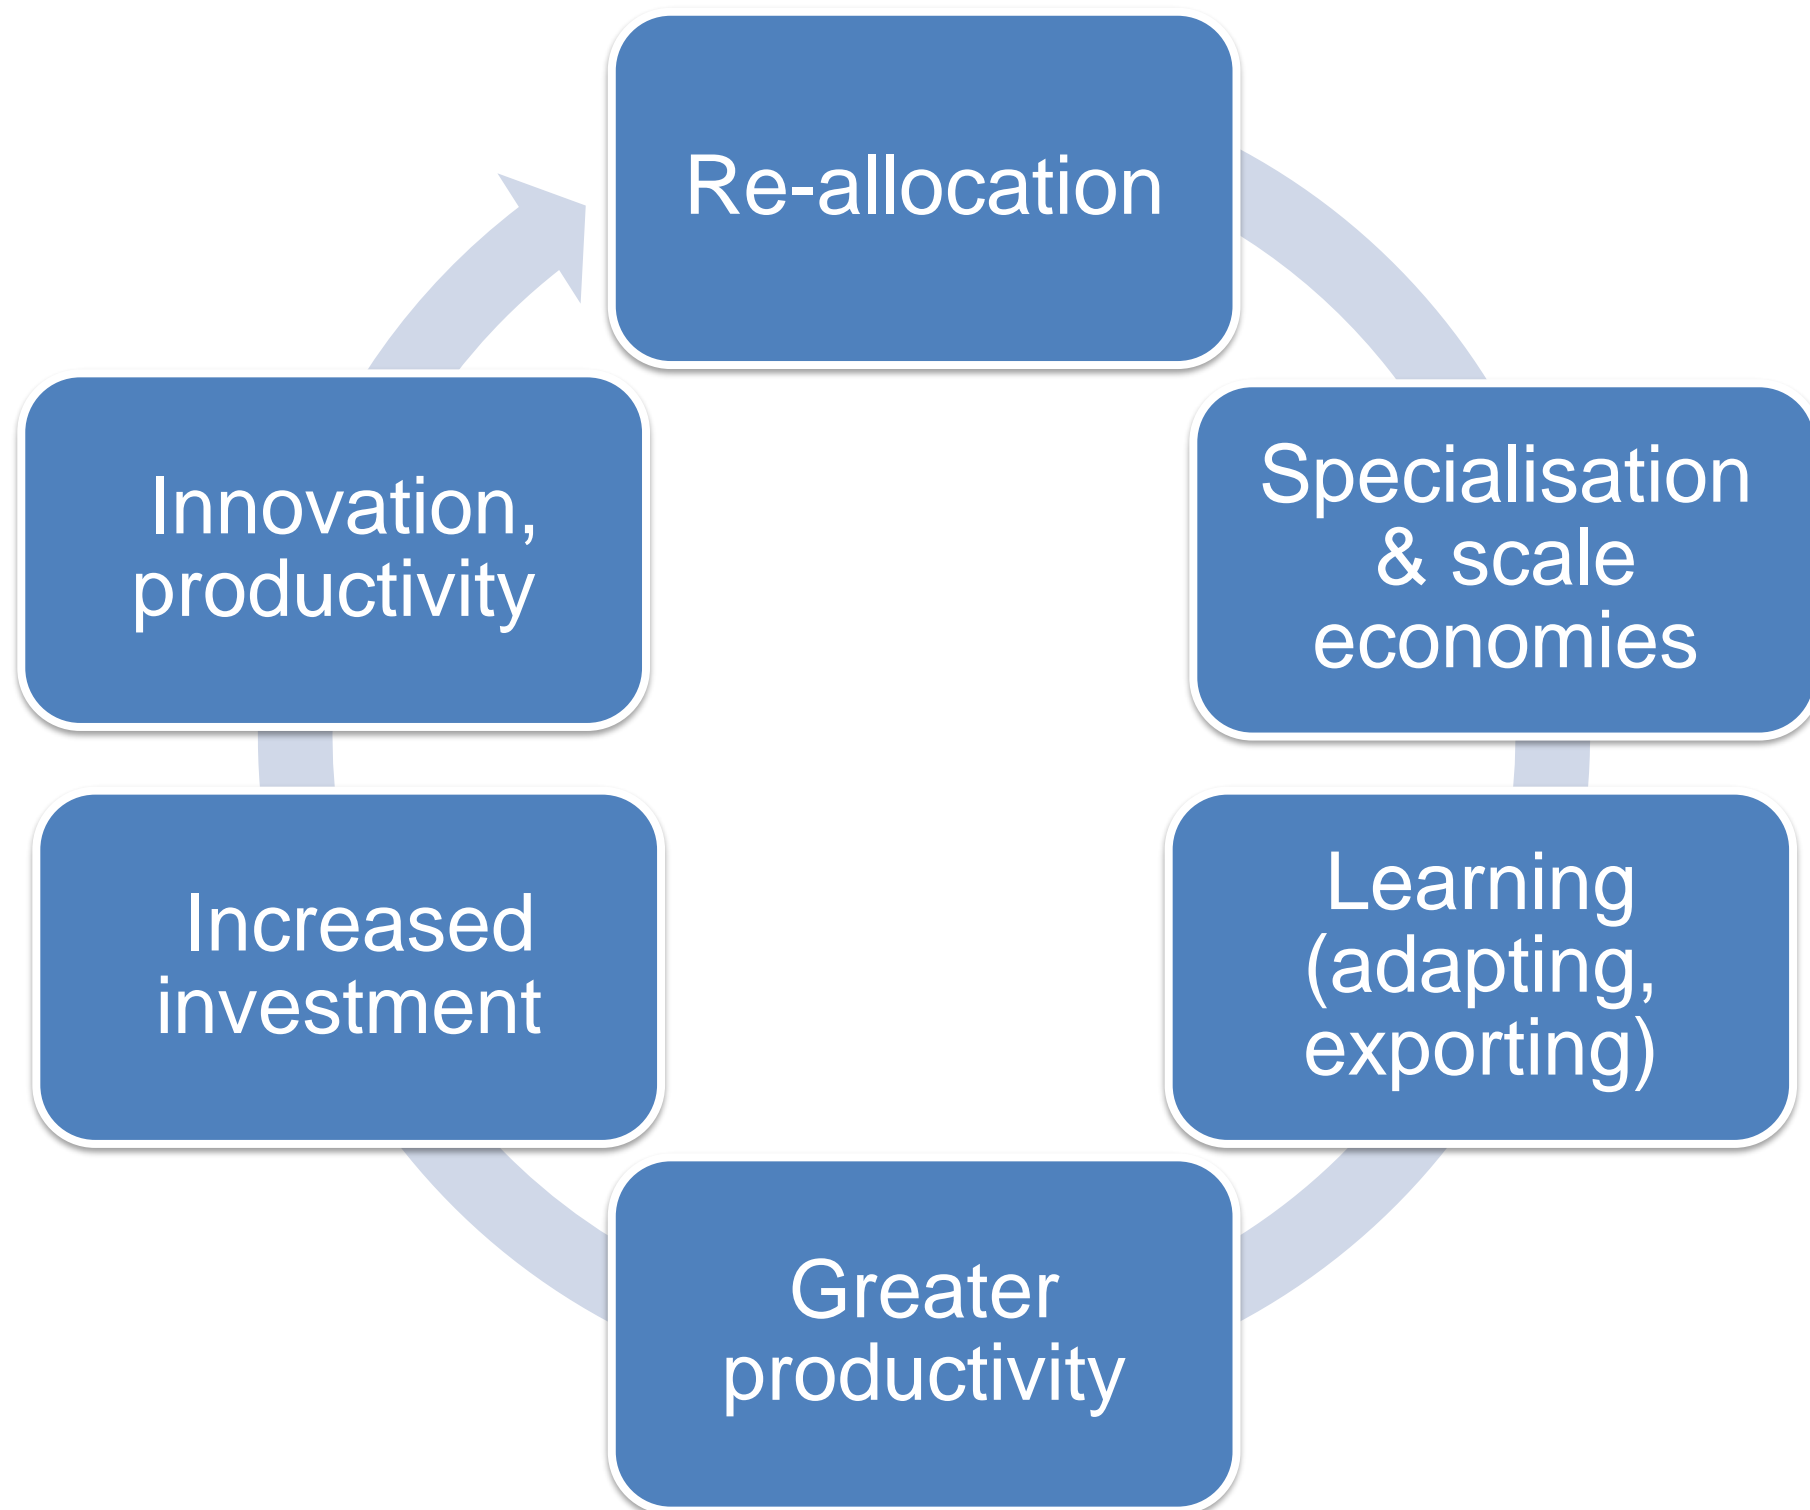 Re-allocation
Specialisation
& scale
economies
Learning
(adapting,
exporting)
Greater
productivity
Increased
investment
Innovation,
productivity